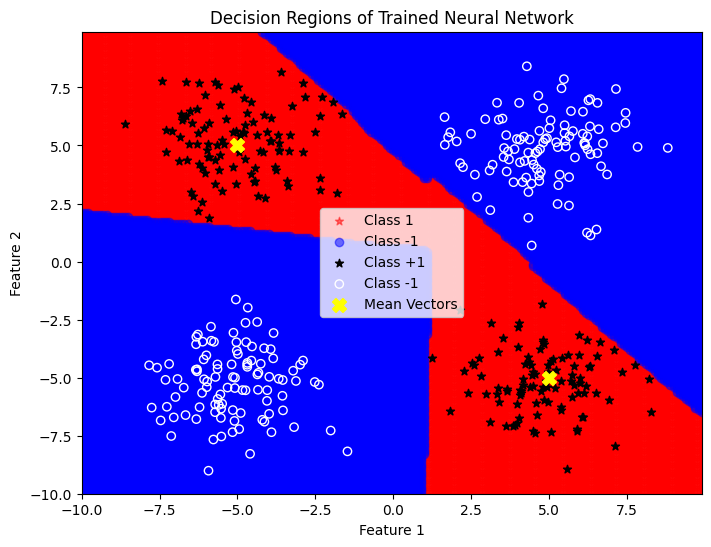 Decision Regions of Trained Neural Network
7.5
5.0
2.5
0.0
-2.5
-5.0
-7.5
-10.0
Feature 2
Class 1
Class -1
Class +1
Class -1
Mean Vectors
-10.0 -7.5 -5.0 -2.5 0.0 2.5 5.0 7.5
Feature 1